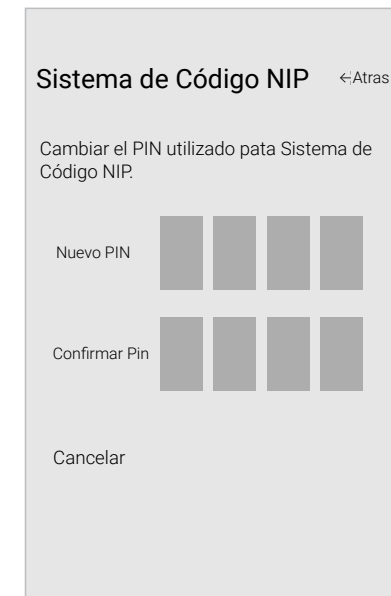 Sistema de Código NIP
←Atras
Cambiar el PIN utilizado pata Sistema de
Código NIP.
Nuevo PIN
Confirmar Pin
Cancelar